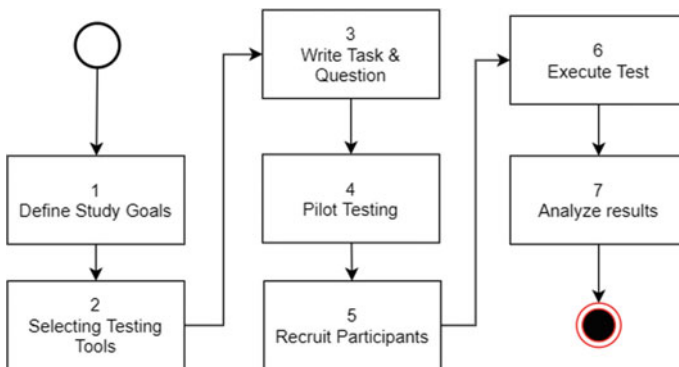 1
Define Study Goals
2
Selecting Testing
Tools
3
Write Task &
Question
4
Pilot Testing
5
Recruit Participants
6
Execute Test
7
Analyze results